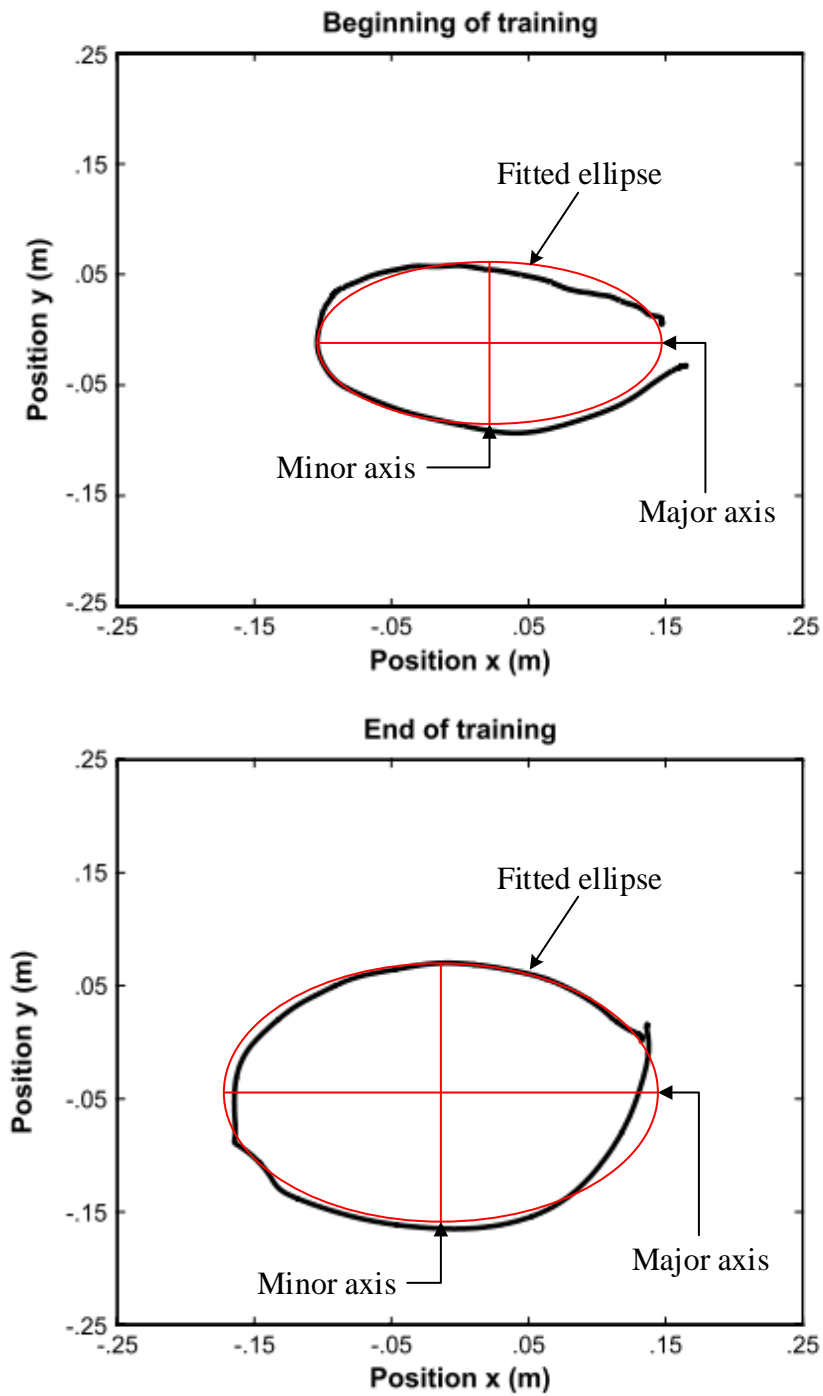 Beginning of training
.25
.15
.05
-.05
-.15
-.25
Position y (m)
Fitted ellipse
Minor axis
Major axis
-.25
-.15
-.05
.05
.15
.25
Position x (m)
End of training
.25
.15
.05
-.05
-.15
-.25
Position y (m)
Fitted ellipse
Major axis
Minor axis
-.25
-.15
-.05
.05
.15
.25
Position x (m)